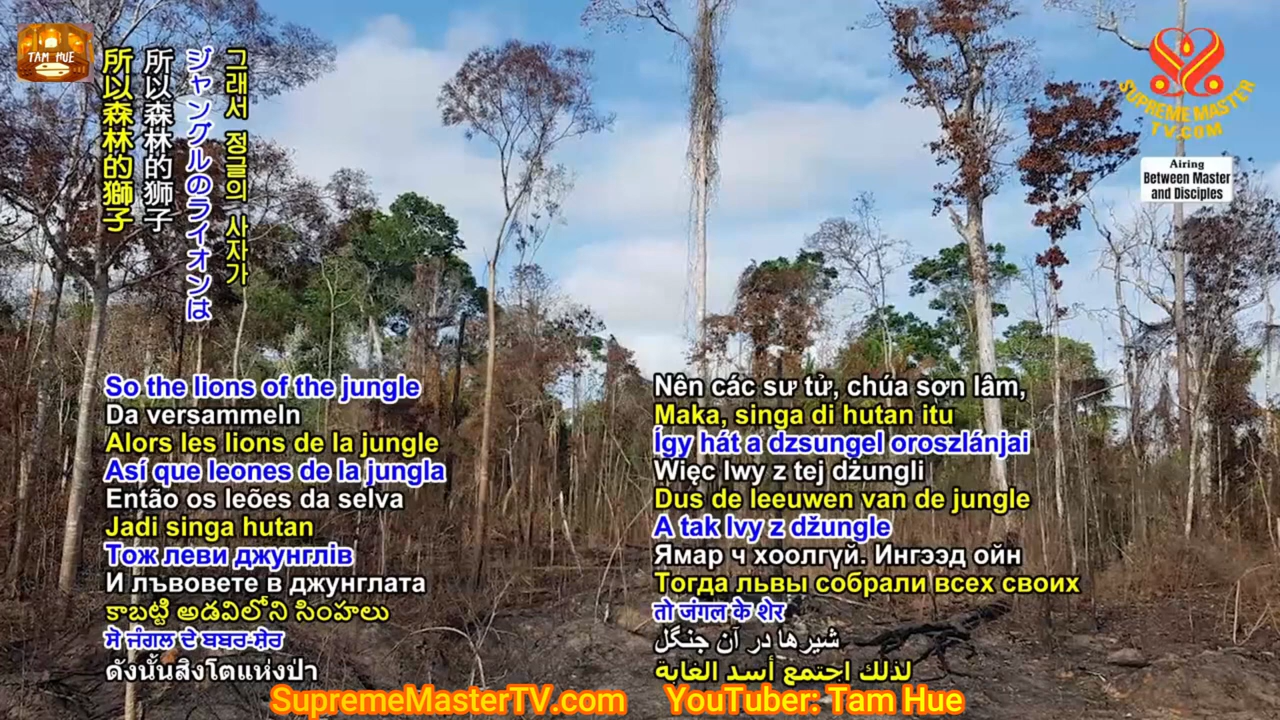 TAM HUE
所以森林的獅子
所以森林的狮子
ジャングルのライオンは
그래서 정글의 사자가
SUPREME MASTER
TV.COM
Airing
Between Master
and Disciples
So the lions of the jungle
Da versammeln
Alors les lions de la jungle
Así que leones de la jungla
Então os leões da selva
Jadi singa hutan
Тож леви джунглів
И лъвовете в джунглата
కాబట్టి అడవిలోని సింహలు
ਸੋ ਜੰਗਲ ਦੇ ਬਬਰ-ਸ਼ੇਰ
ดังนั้นสิงโตแห่งป่า
Nên các sư tử, chúa sơn lâm,
Maka, singa di hutan itu
Így hát a dzsungel oroszlánjai
Więc lwy z tej dżungli
Dus de leeuwen van de jungle
A tak lvy z džungle
Ямар ч хоолгүй. Ингээд ойн
Тогда львы собрали всех своих
तो जंगल के शेर
شیرها در آن جنگل
لذلك اجتمع أسد الغابة
SupremeMasterTV.com
YouTuber: Tam Hue